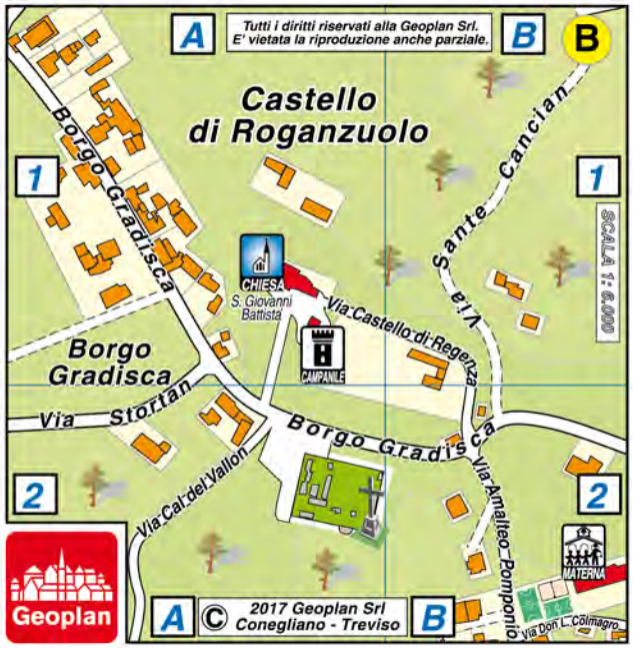 A
Tutti i diritti riservati alla Geoplan Srl.
E' vietata la riproduzione anche parziale.
B
B
Castello
di Roganzuolo
Borgo Gradisca
Via Sante Cancian
1
1
SCALA 1: 6.000
CHIESA
S. Giovanni
Battista
Via Castello di Regenza
CAMPANILE
Borgo
Gradisca
Via Stortan
Borgo Gradisca
Via Cal del Vallon
2
2
Via Amalteo Pomponio
MATERNA
Geoplan
A
C
2017 Geoplan Srl
Conegliano - Treviso
B
Via Don L. Colmagro